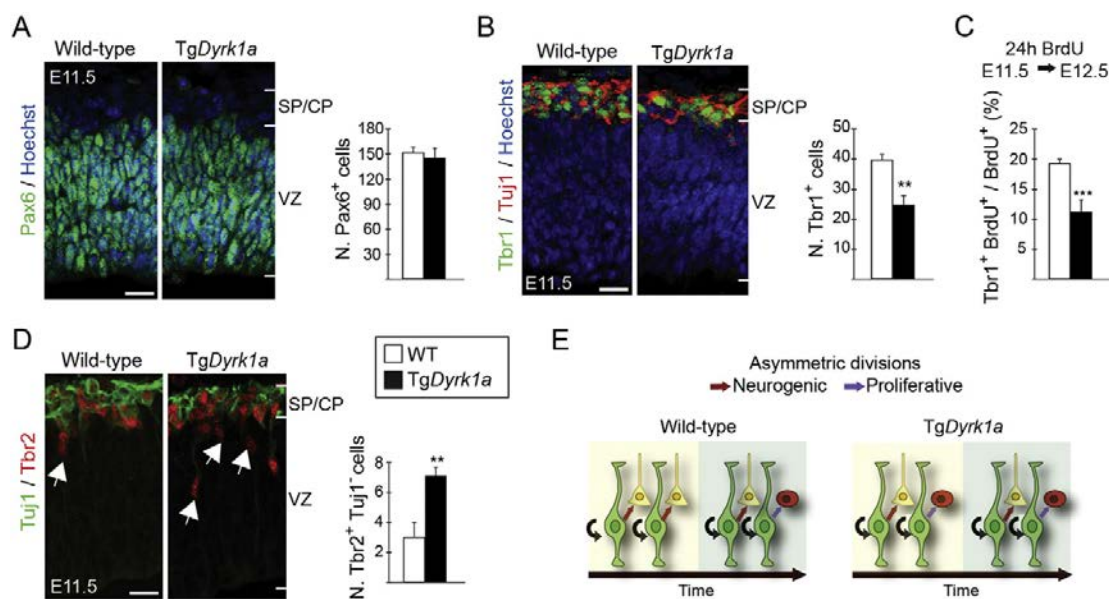 A
Wild-type
TgDyrk1a
E11.5
Pax6 / Hoechst
SP/CP
VZ
N. Pax6+ cells
180
150
120
90
60
30
B
Wild-type
TgDyrk1a
Tbr1 / Tuj1 / Hoechst
E11.5
SP/CP
VZ
N. Tbr1+ cells
50
40
30
20
10
**
C
24h BrdU
E11.5 E12.5
Tbr1+ BrdU+ / BrdU+ (%)
25
20
15
10
5
***
D
Wild-type
TgDyrk1a
Tuj1 / Tbr2
E11.5
SP/CP
VZ
WT
TgDyrk1a
N. Tbr2+ Tuj1- cells
8
6
4
2
**
E
Asymmetric divisions
Neurogenic Proliferative
Wild-type
TgDyrk1a
Time
Time